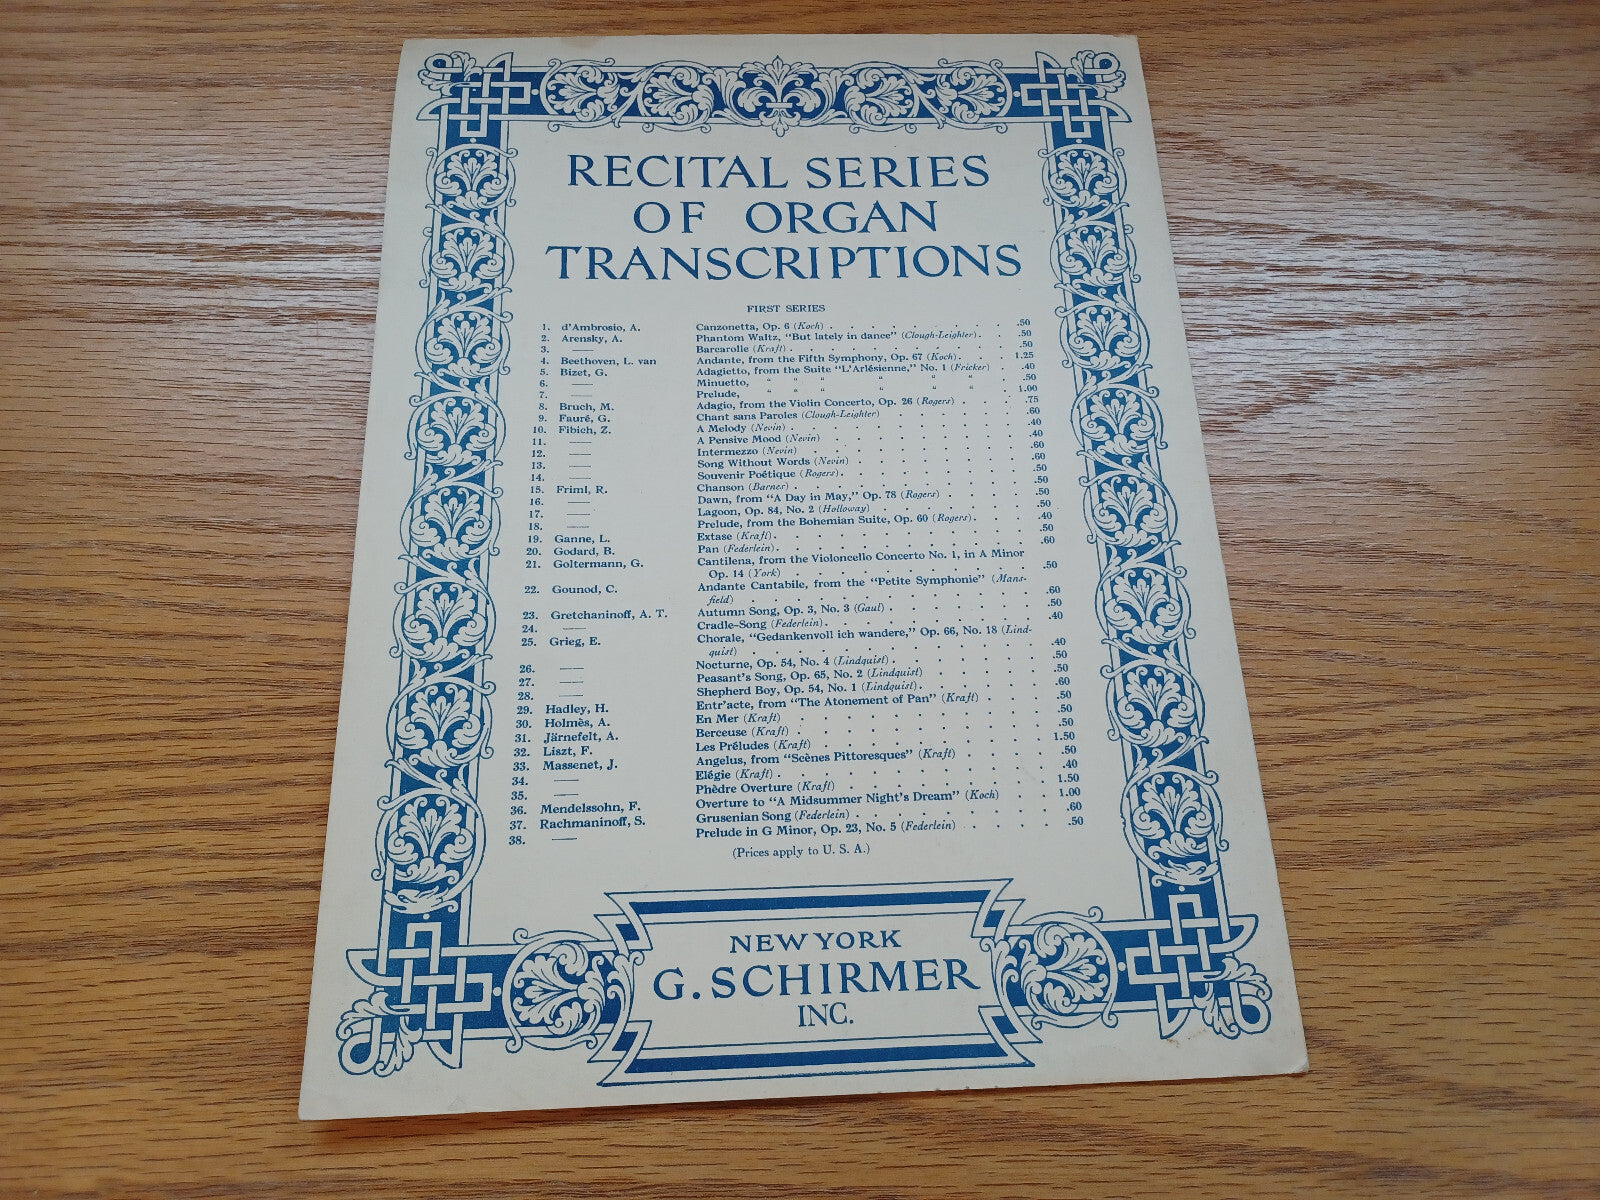 RECITAL SERIES
OF ORGAN
TRANSCRIPTIONS
FIRST SERIES
1. d'Ambrosio, A. Canzonetta, Op. 6 (Koch) .50
2. Arensky, A. Phantom Waltz, "But lately in dance" (Clough-Leighter) .50
3. Barcarolle (Kraft) .50
4. Beethoven, L. van Andante, from the Fifth Symphony, Op. 67 (Koch) 1.25
5. Bizet, G. Adagietto, from the Suite "L'Arlésienne," No. 1 (Fricker) .40
6. —— Minuetto, " " " " " " .50
7. —— Prelude, " " " " " " 1.00
8. Bruch, M. Adagio, from the Violin Concerto, Op. 26 (Rogers) .75
9. Fauré, G. Chant sans Paroles (Clough-Leighter) .60
10. Fibich, Z. A Melody (Nevin) .40
11. —— A Pensive Mood (Nevin) .40
12. —— Intermezzo (Nevin) .60
13. —— Song Without Words (Nevin) .60
14. —— Souvenir Poétique (Rogers) .50
15. Friml, R. Chanson (Barnes) .50
16. —— Dawn, from "A Day in May," Op. 78 (Rogers) .50
17. —— Lagoon, Op. 84, No. 2 (Holloway) .50
18. —— Prelude, from the Bohemian Suite, Op. 60 (Rogers) .40
19. Ganne, L. Extase (Kraft) .50
20. Godard, B. Pan (Federlein) .60
21. Goltermann, G. Cantilena, from the Violoncello Concerto No. 1, in A Minor
Op. 14 (York) .50
22. Gounod, C. Andante Cantabile, from the "Petite Symphonie" (Mans-
field) .60
23. Gretchaninoff, A. T. Autumn Song, Op. 3, No. 3 (Gaul) .50
24. —— Cradle-Song (Federlein) .40
25. Grieg, E. Chorale, "Gedankenvoll ich wandere," Op. 66, No. 18 (Lind-
quist) .40
26. —— Nocturne, Op. 54, No. 4 (Lindquist) .50
27. —— Peasant's Song, Op. 65, No. 2 (Lindquist) .50
28. —— Shepherd Boy, Op. 54, No. 1 (Lindquist) .60
29. Hadley, H. Entr'acte, from "The Atonement of Pan" (Kraft) .50
30. Holmès, A. En Mer (Kraft) .50
31. Järnefelt, A. Berceuse (Kraft) .50
32. Liszt, F. Les Préludes (Kraft) 1.50
33. Massenet, J. Angelus, from "Scènes Pittoresques" (Kraft) .50
34. —— Elégie (Kraft) .40
35. —— Phèdre Overture (Kraft) 1.50
36. Mendelssohn, F. Overture to "A Midsummer Night's Dream" (Koch) 1.00
37. Rachmaninoff, S. Grusenian Song (Federlein) .60
38. —— Prelude in G Minor, Op. 23, No. 5 (Federlein) .50
(Prices apply to U. S. A.)
NEW YORK
G. SCHIRMER
INC.